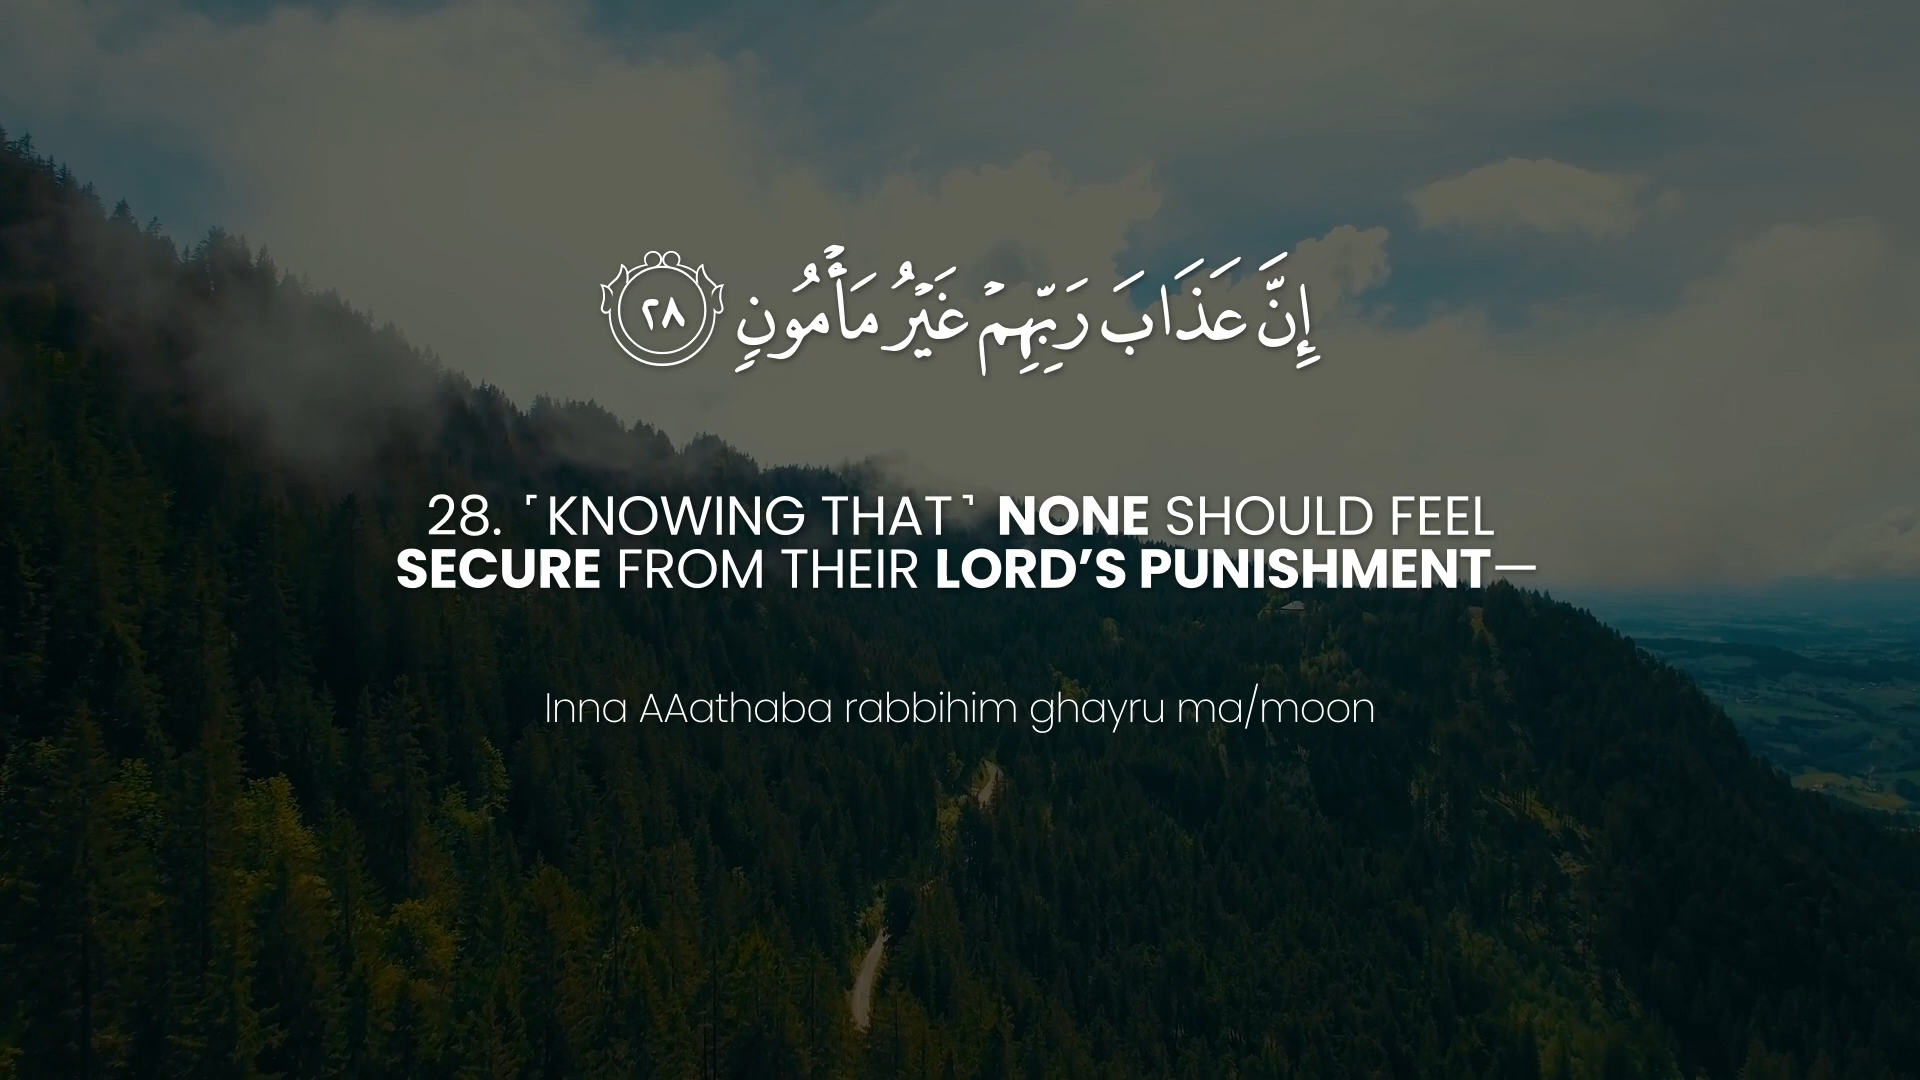 إِنَّ عَذَابَ رَبِّهِمۡ غَيۡرُ مَأۡمُونٖ ٢٨
28. ˹KNOWING THAT˺ NONE SHOULD FEEL
SECURE FROM THEIR LORD’S PUNISHMENT—
Inna AAathaba rabbihim ghayru ma/moon